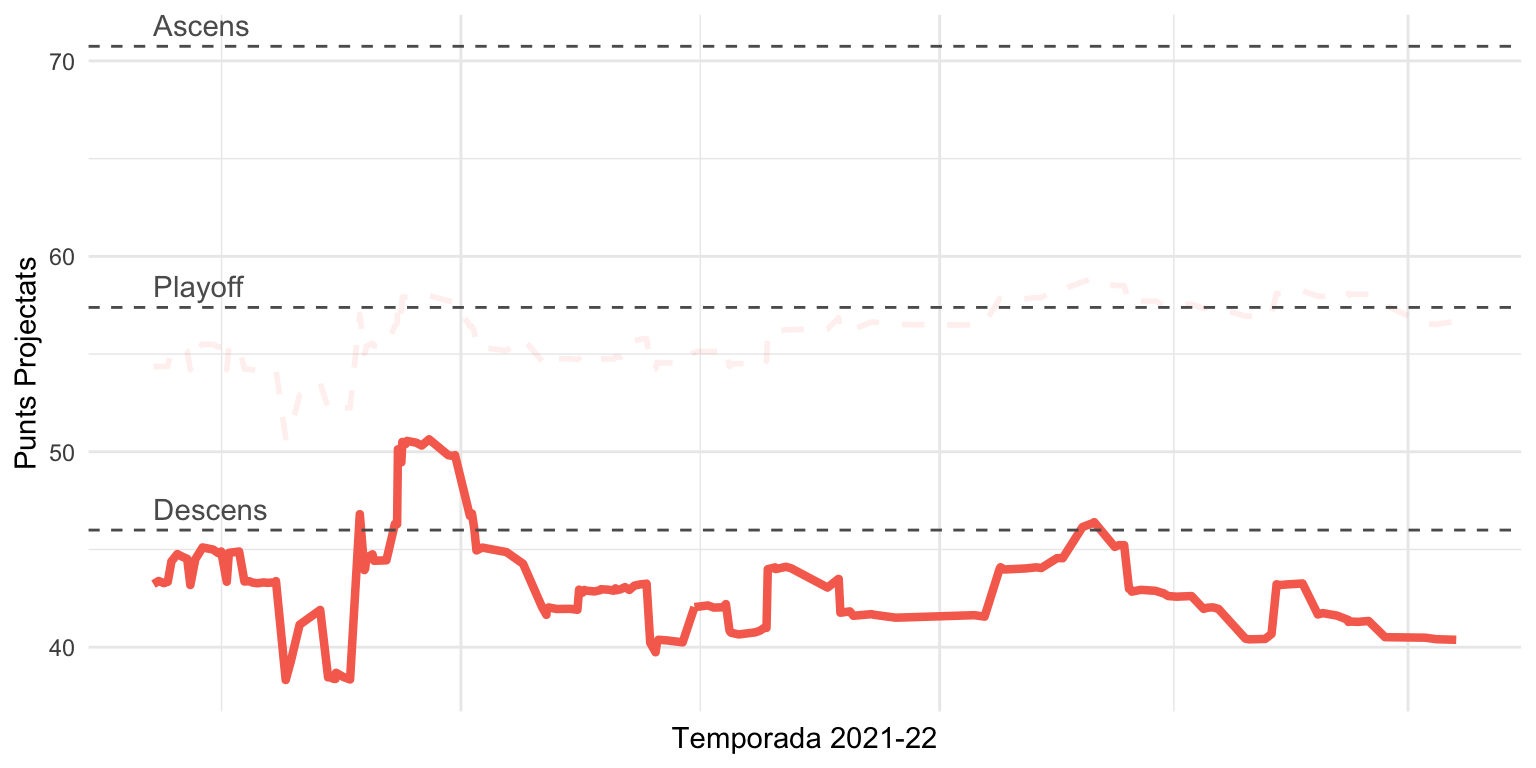 Ascens
70
60
Playoff
Punts Projectats
50
Descens
40
Temporada 2021-22